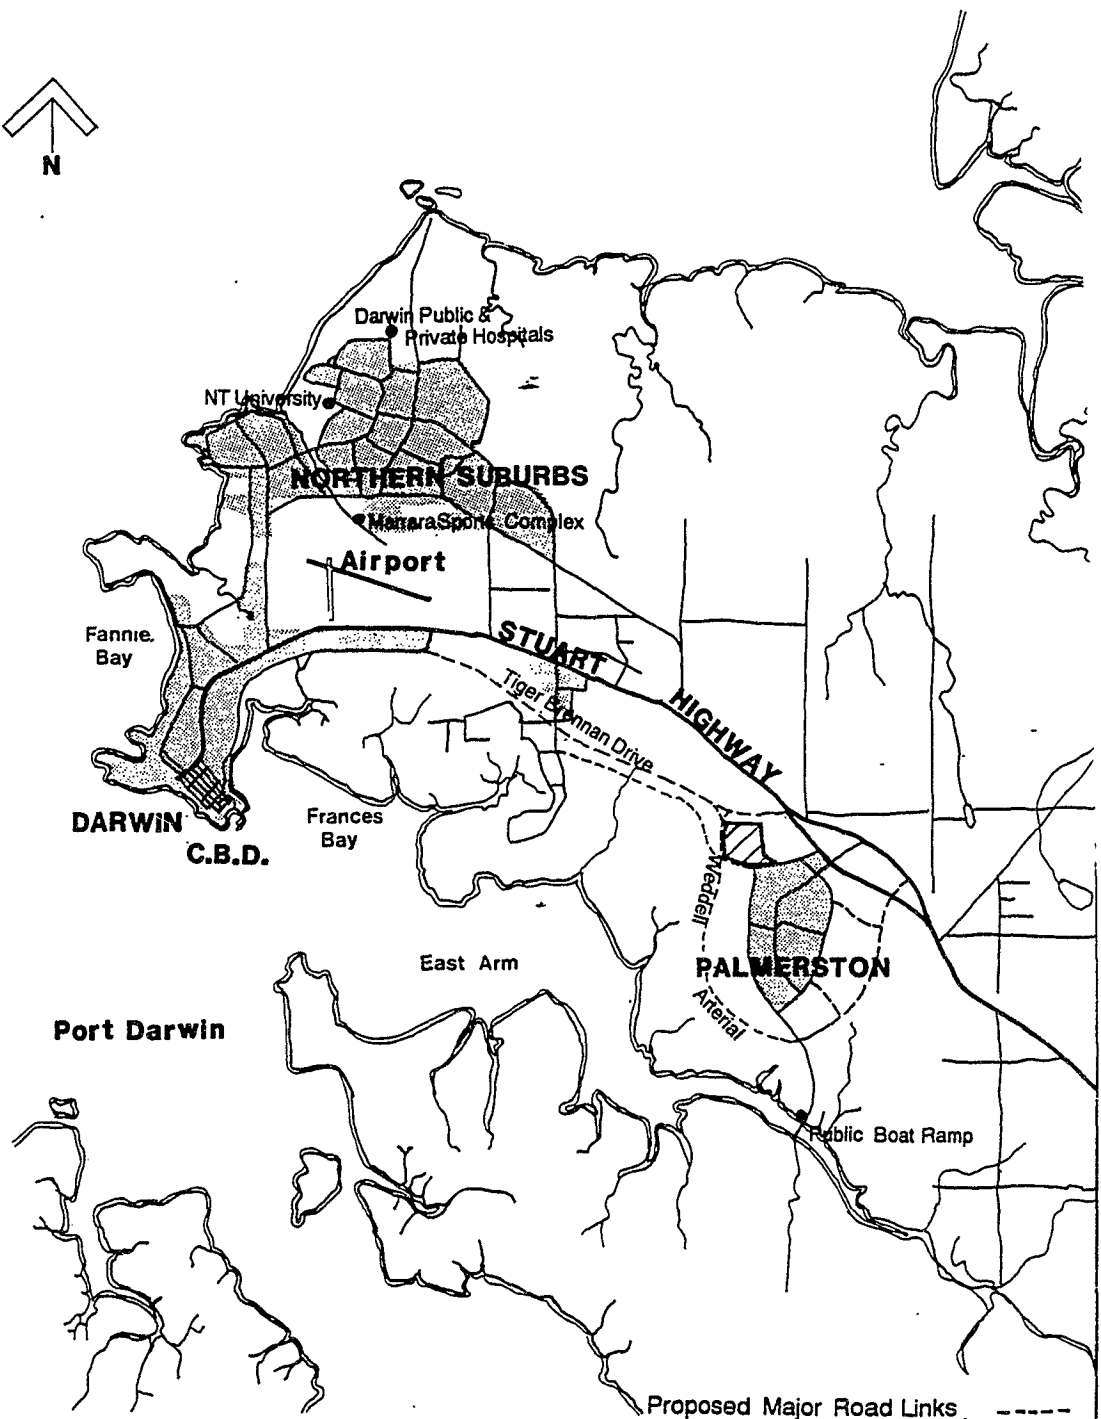 N
Darwin Public &
Private Hospitals
NT University
NORTHERN SUBURBS
Marrara Sports Complex
Airport
Fannie
Bay
STUART
HIGHWAY
Tiger Brennan Drive
DARWIN
C.B.D.
Frances
Bay
Weddell
Arterial
PALMERSTON
East Arm
Port Darwin
Public Boat Ramp
Proposed Major Road Links -----